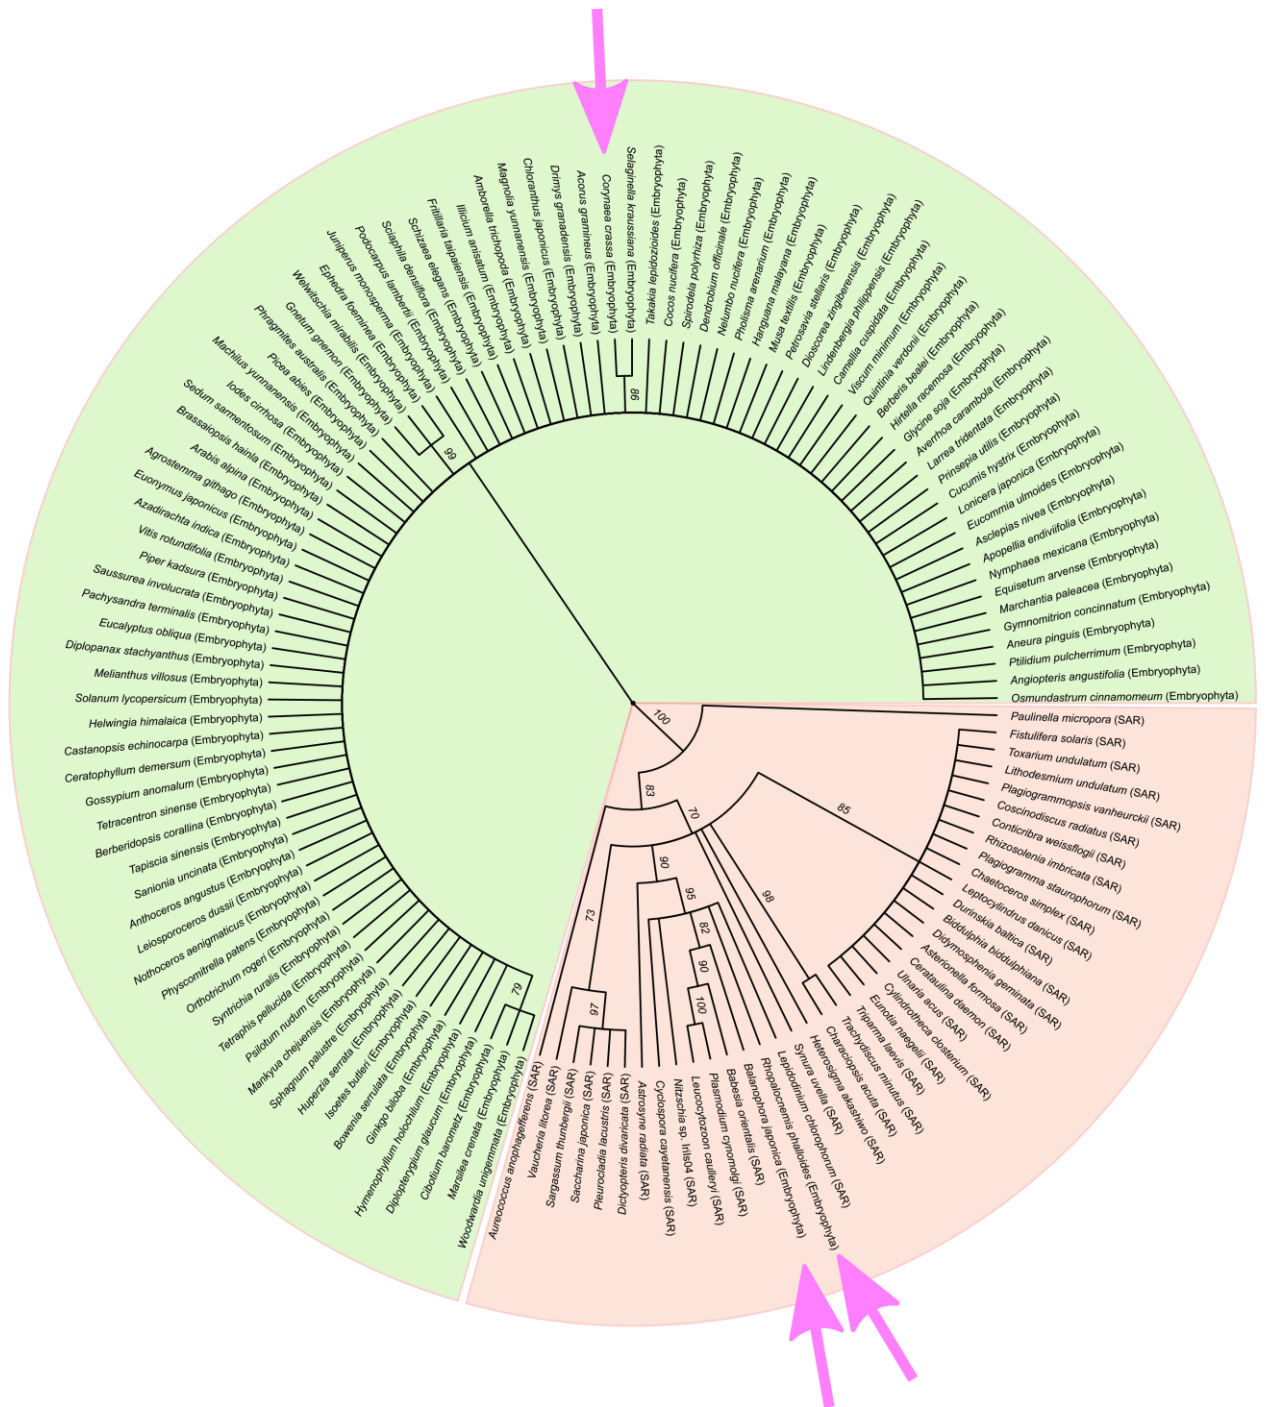 Selaginella kraussiana (Embryophyta)
Takakia lepidozioides (Embryophyta)
Cocos nucifera (Embryophyta)
Spirodela polyrhiza (Embryophyta)
Dendrobium officinale (Embryophyta)
Nelumbo nucifera (Embryophyta)
Pholisma arenarium (Embryophyta)
Hanguana malayana (Embryophyta)
Musa textilis (Embryophyta)
Petrosavia stellaris (Embryophyta)
Dioscorea zingiberensis (Embryophyta)
Lindenbergia philippensis (Embryophyta)
Camellia cuspidata (Embryophyta)
Viscum minimum (Embryophyta)
Quintinia verdonii (Embryophyta)
Berberis bealei (Embryophyta)
Hirtella racemosa (Embryophyta)
Glycine soja (Embryophyta)
Averrhoa carambola (Embryophyta)
Larrea tridentata (Embryophyta)
Prinsepia utilis (Embryophyta)
Cucumis hystrix (Embryophyta)
Lonicera japonica (Embryophyta)
Eucommia ulmoides (Embryophyta)
Asclepias nivea (Embryophyta)
Apopellia endiviifolia (Embryophyta)
Nymphaea mexicana (Embryophyta)
Equisetum arvense (Embryophyta)
Marchantia paleacea (Embryophyta)
Gymnomitrion concinnatum (Embryophyta)
Aneura pinguis (Embryophyta)
Ptilidium pulcherrimum (Embryophyta)
Angiopteris angustifolia (Embryophyta)
Osmundastrum cinnamomeum (Embryophyta)
Paulinella micropora (SAR)
Fistulifera solaris (SAR)
Toxarium undulatum (SAR)
Lithodesmium undulatum (SAR)
Plagiogrammopsis vanheurckii (SAR)
Coscinodiscus radiatus (SAR)
Conticribra weissflogii (SAR)
Rhizosolenia imbricata (SAR)
Plagiogramma staurophorum (SAR)
Chaetoceros simplex (SAR)
Leptocylindrus danicus (SAR)
Durinskia baltica (SAR)
Biddulphia biddulphiana (SAR)
Didymosphenia geminata (SAR)
Asterionella formosa (SAR)
Cerataulina daemon (SAR)
Ulnaria acus (SAR)
Cylindrotheca closterium (SAR)
Eunotia naegelii (SAR)
Triparma laevis (SAR)
Trachydiscus minutus (SAR)
Characiopsis acuta (SAR)
Heterosigma akashiwo (SAR)
Synura uvella (SAR)
Lepidodinium chlorophorum (SAR)
Rhopalocnemis phalloides (Embryophyta)
Balanophora japonica (Embryophyta)
Babesia orientalis (SAR)
Plasmodium cynomolgi (SAR)
Leucocytozoon caulleryi (SAR)
Nitzschia sp. IriIs04 (SAR)
Cyclospora cayetanensis (SAR)
Astrosyne radiata (SAR)
Dictyopteris divaricata (SAR)
Pleurocladia lacustris (SAR)
Saccharina japonica (SAR)
Sargassum thunbergii (SAR)
Vaucheria litorea (SAR)
Aureococcus anophagefferens (SAR)
Woodwardia unigemmata (Embryophyta)
Marsilea crenata (Embryophyta)
Cibotium barometz (Embryophyta)
Diplopterygium glaucum (Embryophyta)
Hymenophyllum holochilum (Embryophyta)
Ginkgo biloba (Embryophyta)
Bowenia serrulata (Embryophyta)
Isoetes butleri (Embryophyta)
Huperzia serrata (Embryophyta)
Sphagnum palustre (Embryophyta)
Mankyua chejuensis (Embryophyta)
Psilotum nudum (Embryophyta)
Tetraphis pellucida (Embryophyta)
Syntrichia ruralis (Embryophyta)
Orthotrichum rogeri (Embryophyta)
Physcomitrella patens (Embryophyta)
Nothoceros aenigmaticus (Embryophyta)
Leiosporoceros dussii (Embryophyta)
Anthoceros angustus (Embryophyta)
Sanionia uncinata (Embryophyta)
Tapiscia sinensis (Embryophyta)
Berberidopsis corallina (Embryophyta)
Tetracentron sinense (Embryophyta)
Gossypium anomalum (Embryophyta)
Ceratophyllum demersum (Embryophyta)
Castanopsis echinocarpa (Embryophyta)
Helwingia himalaica (Embryophyta)
Solanum lycopersicum (Embryophyta)
Melianthus villosus (Embryophyta)
Diplopanax stachyanthus (Embryophyta)
Eucalyptus obliqua (Embryophyta)
Pachysandra terminalis (Embryophyta)
Saussurea involucrata (Embryophyta)
Piper kadsura (Embryophyta)
Vitis rotundifolia (Embryophyta)
Azadirachta indica (Embryophyta)
Euonymus japonicus (Embryophyta)
Agrostemma githago (Embryophyta)
Arabis alpina (Embryophyta)
Brassaiopsis hainla (Embryophyta)
Sedum sarmentosum (Embryophyta)
Iodes cirrhosa (Embryophyta)
Machilus yunnanensis (Embryophyta)
Picea abies (Embryophyta)
Phragmites australis (Embryophyta)
Gnetum gnemon (Embryophyta)
Welwitschia mirabilis (Embryophyta)
Ephedra foeminea (Embryophyta)
Juniperus monosperma (Embryophyta)
Podocarpus lambertii (Embryophyta)
Sciaphila densiflora (Embryophyta)
Schizaea elegans (Embryophyta)
Fritillaria taipaiensis (Embryophyta)
Illicium anisatum (Embryophyta)
Amborella trichopoda (Embryophyta)
Magnolia yunnanensis (Embryophyta)
Chloranthus japonicus (Embryophyta)
Drimys granadensis (Embryophyta)
Acorus gramineus (Embryophyta)
Corynaea crassa (Embryophyta)
86
99
100
83
70
85
90
95
98
82
73
90
97
100
79